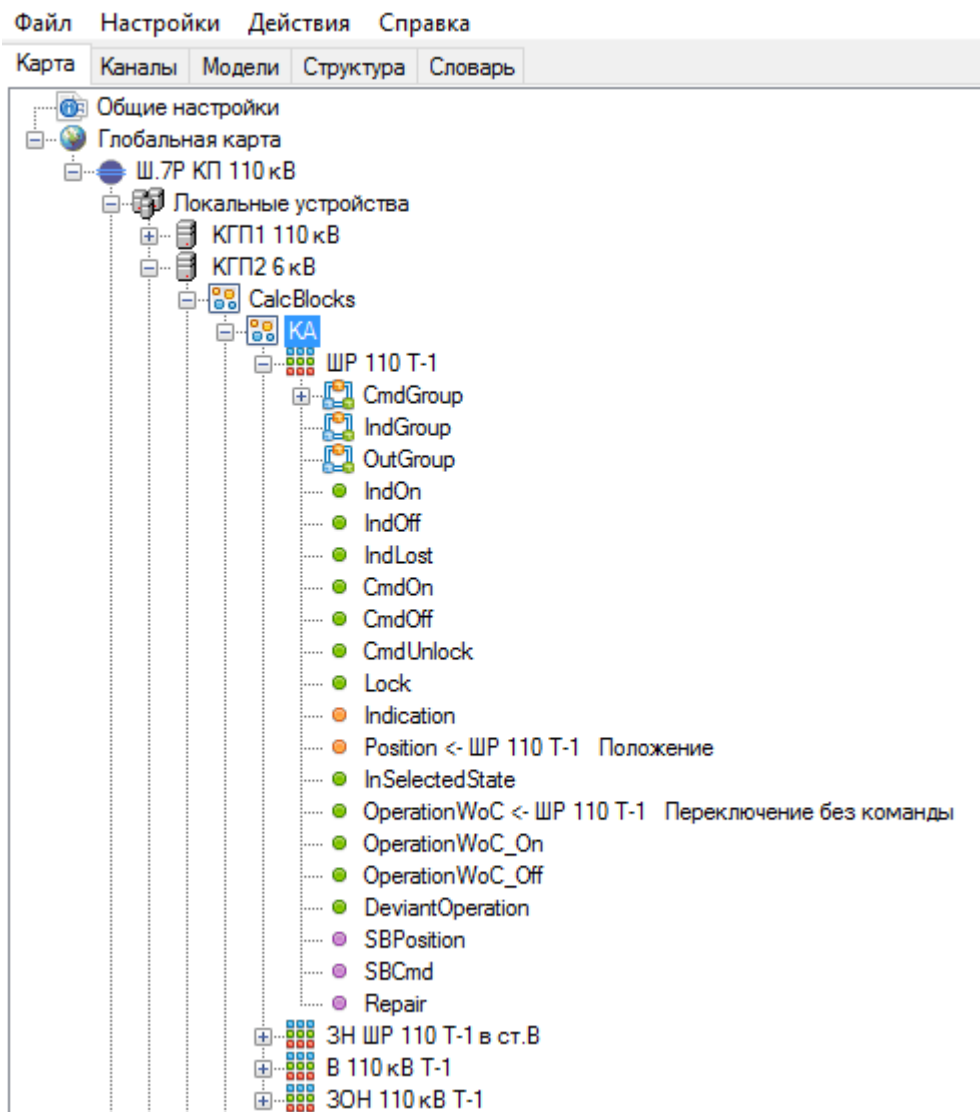 Файл Настройки Действия Справка
Карта Каналы Модели Структура Словарь
Общие настройки
Глобальная карта
Ш.7Р КП 110 кВ
Локальные устройства
КГП1 110 кВ
КГП2 6 кВ
CalcBlocks
КА
ШР 110 Т-1
CmdGroup
IndGroup
OutGroup
IndOn
IndOff
IndLost
CmdOn
CmdOff
CmdUnlock
Lock
Indication
Position <- ШР 110 Т-1 Положение
InSelectedState
OperationWoC <- ШР 110 Т-1 Переключение без команды
OperationWoC_On
OperationWoC_Off
DeviantOperation
SBPosition
SBCmd
Repair
ЗН ШР 110 Т-1 в ст.В
В 110 кВ Т-1
ЗОН 110 кВ Т-1